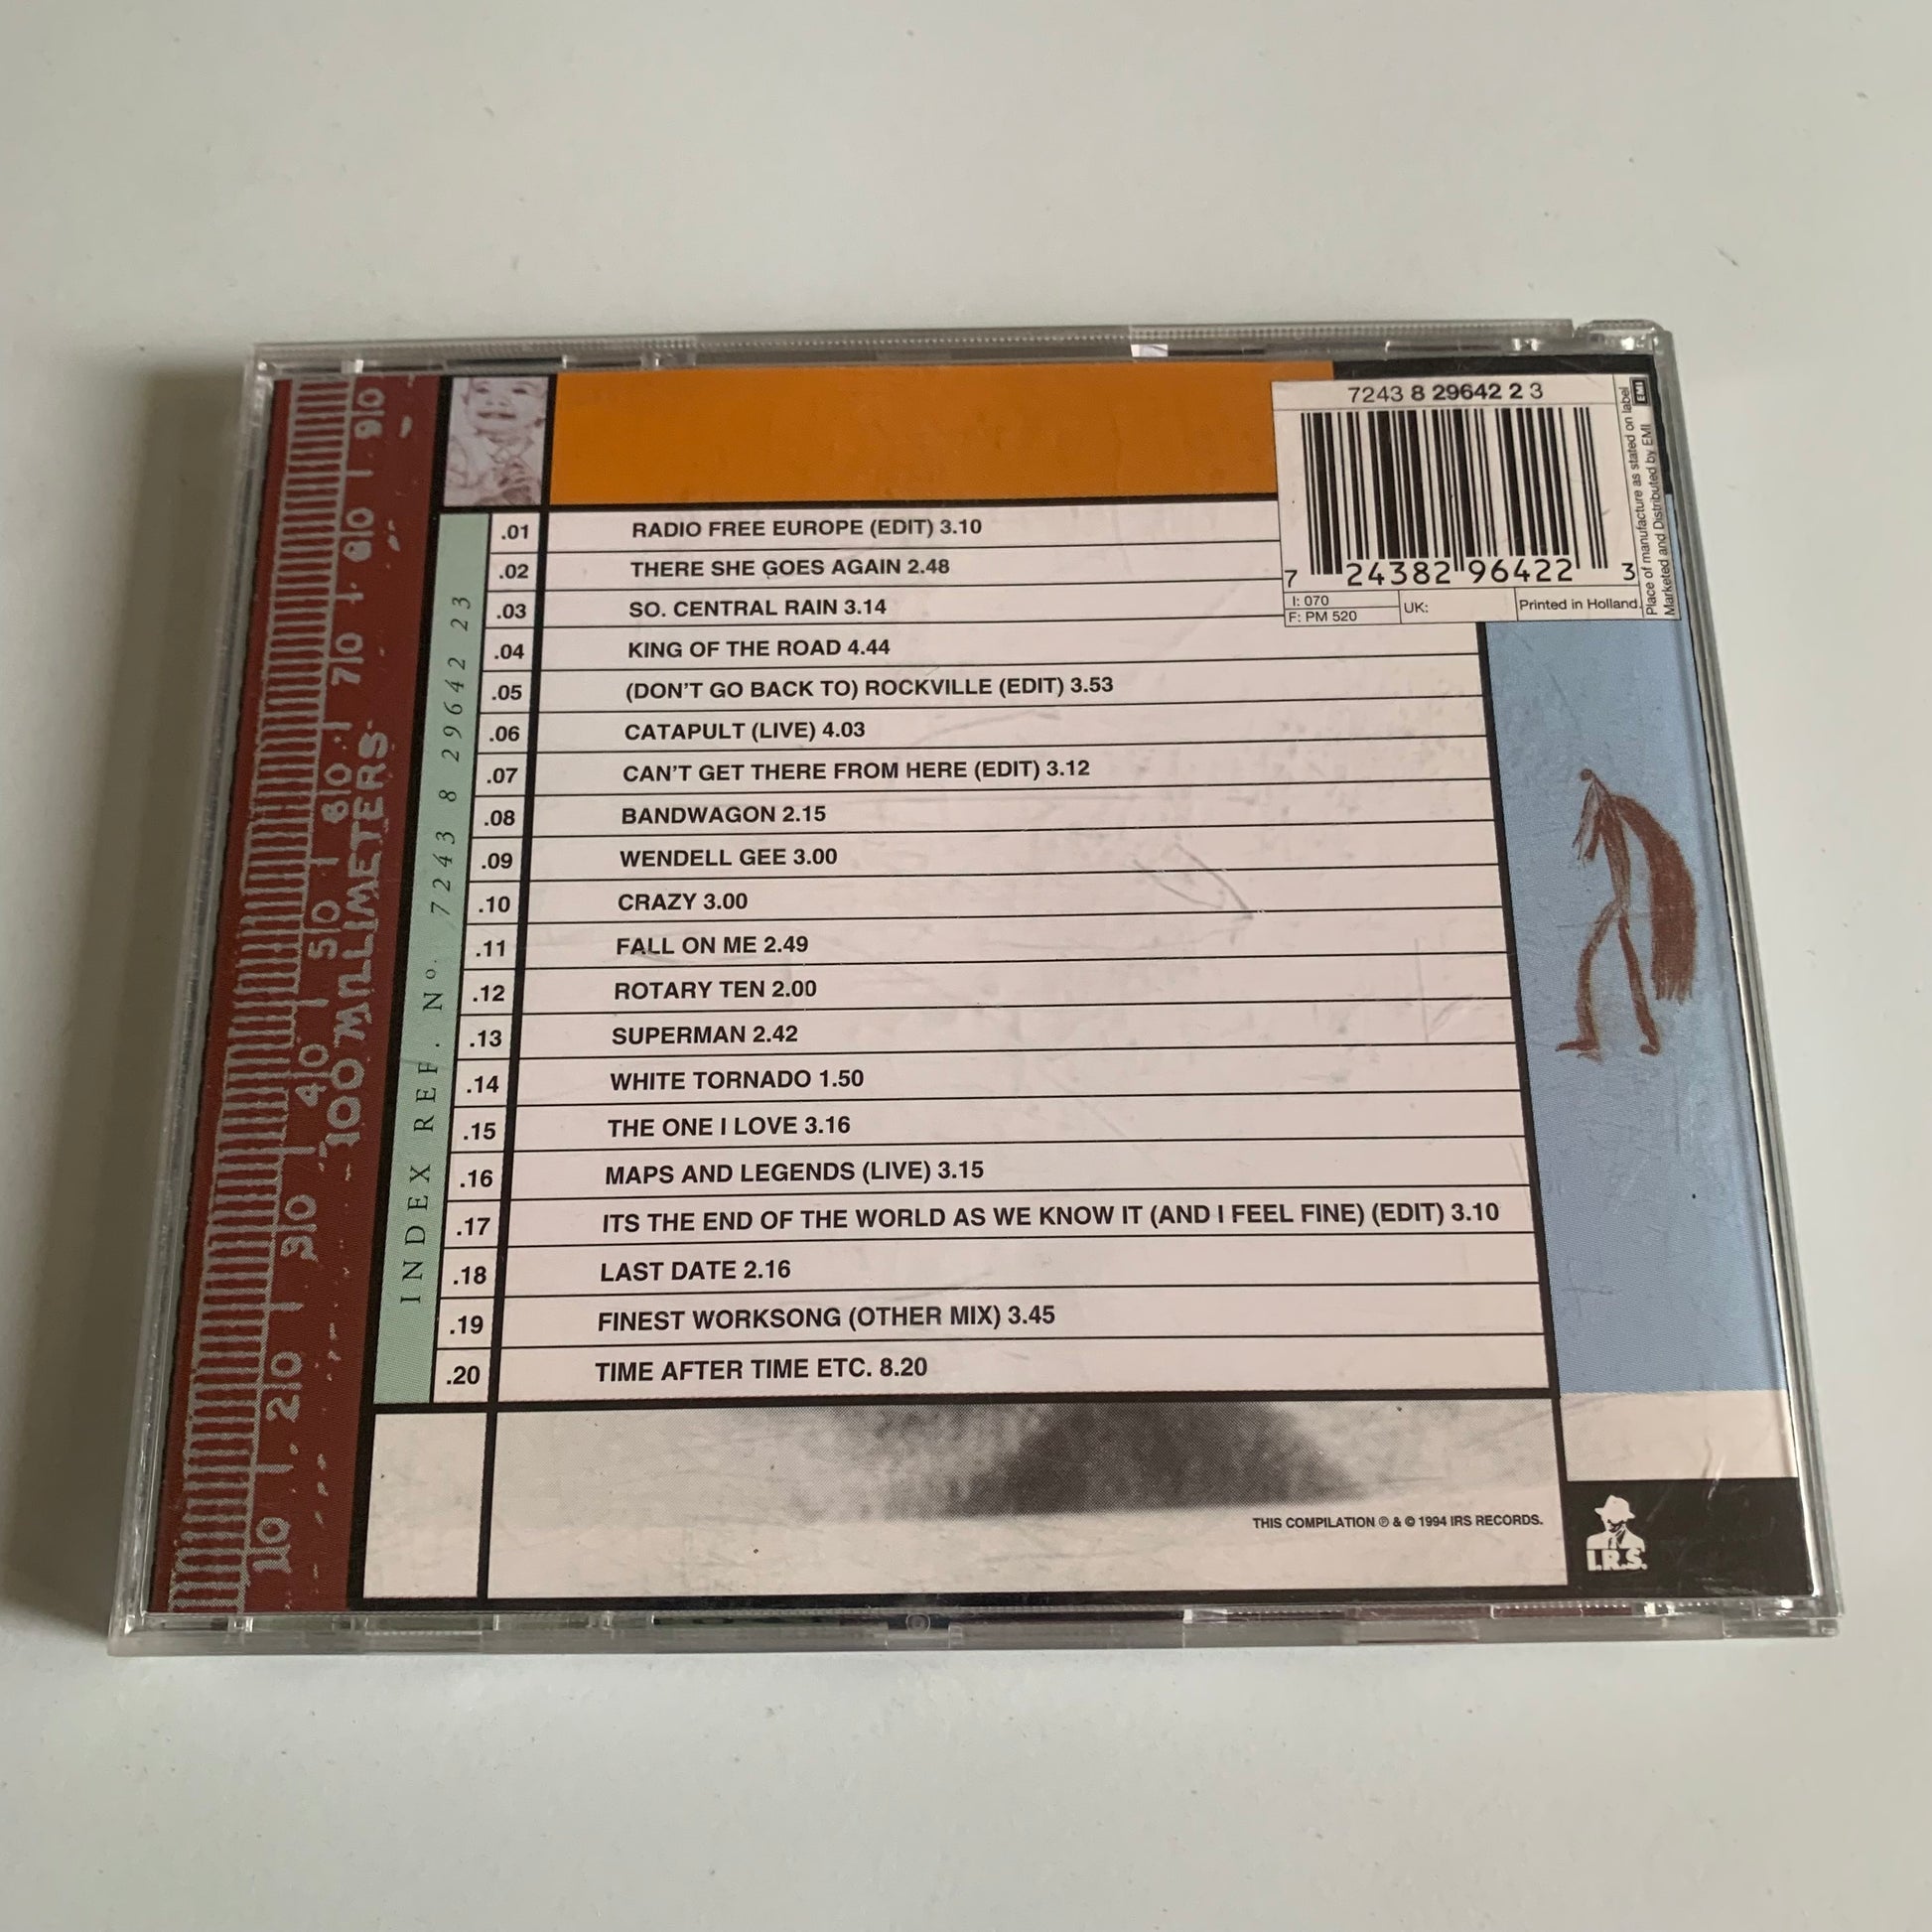 7243 8 29642 2 3
7 24382 96422 3
I: 070
F: PM 520
UK:
Printed in Holland.
Place of manufacture as stated on label
Marketed and Distributed by EMI
EMI
.01 RADIO FREE EUROPE (EDIT) 3.10
.02 THERE SHE GOES AGAIN 2.48
.03 SO. CENTRAL RAIN 3.14
.04 KING OF THE ROAD 4.44
.05 (DON'T GO BACK TO) ROCKVILLE (EDIT) 3.53
.06 CATAPULT (LIVE) 4.03
.07 CAN'T GET THERE FROM HERE (EDIT) 3.12
.08 BANDWAGON 2.15
.09 WENDELL GEE 3.00
.10 CRAZY 3.00
.11 FALL ON ME 2.49
.12 ROTARY TEN 2.00
.13 SUPERMAN 2.42
.14 WHITE TORNADO 1.50
.15 THE ONE I LOVE 3.16
.16 MAPS AND LEGENDS (LIVE) 3.15
.17 ITS THE END OF THE WORLD AS WE KNOW IT (AND I FEEL FINE) (EDIT) 3.10
.18 LAST DATE 2.16
.19 FINEST WORKSONG (OTHER MIX) 3.45
.20 TIME AFTER TIME ETC. 8.20
INDEX REF. No. 7243 8 29642 23
10 20 30 40 50 60 70 80 90
100 MILLIMETERS
THIS COMPILATION ℗ & © 1994 IRS RECORDS.
I.R.S.